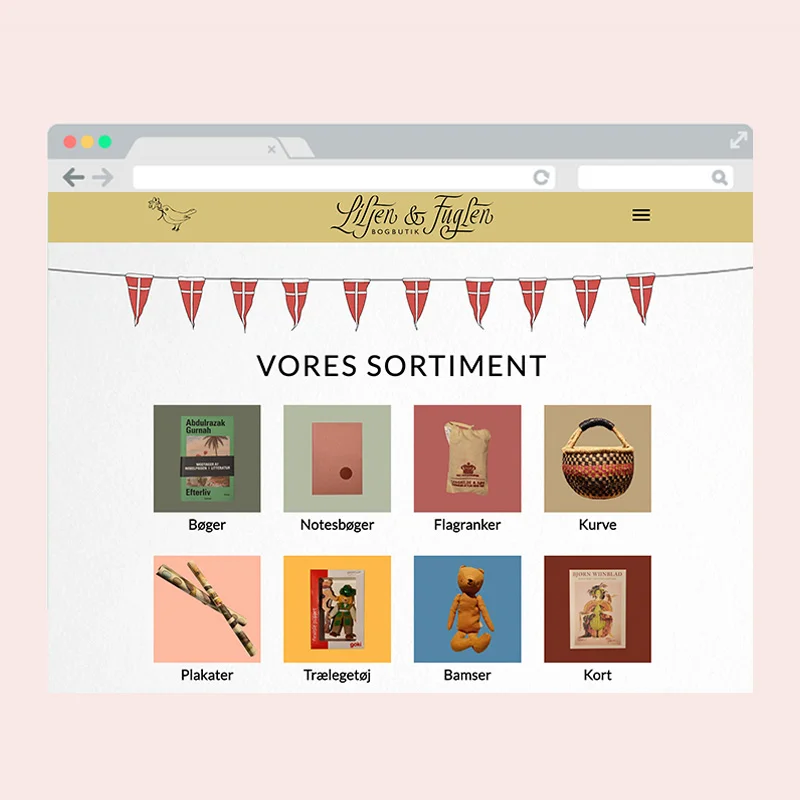 Liljen & Fuglen
BOGBUTIK
VORES SORTIMENT
Abdulrazak
Gurnah
Efterliv
Bøger
Notesbøger
Flagranker
Kurve
goki
BJØRN WIINBLAD
Plakater
Trælegetøj
Bamser
Kort